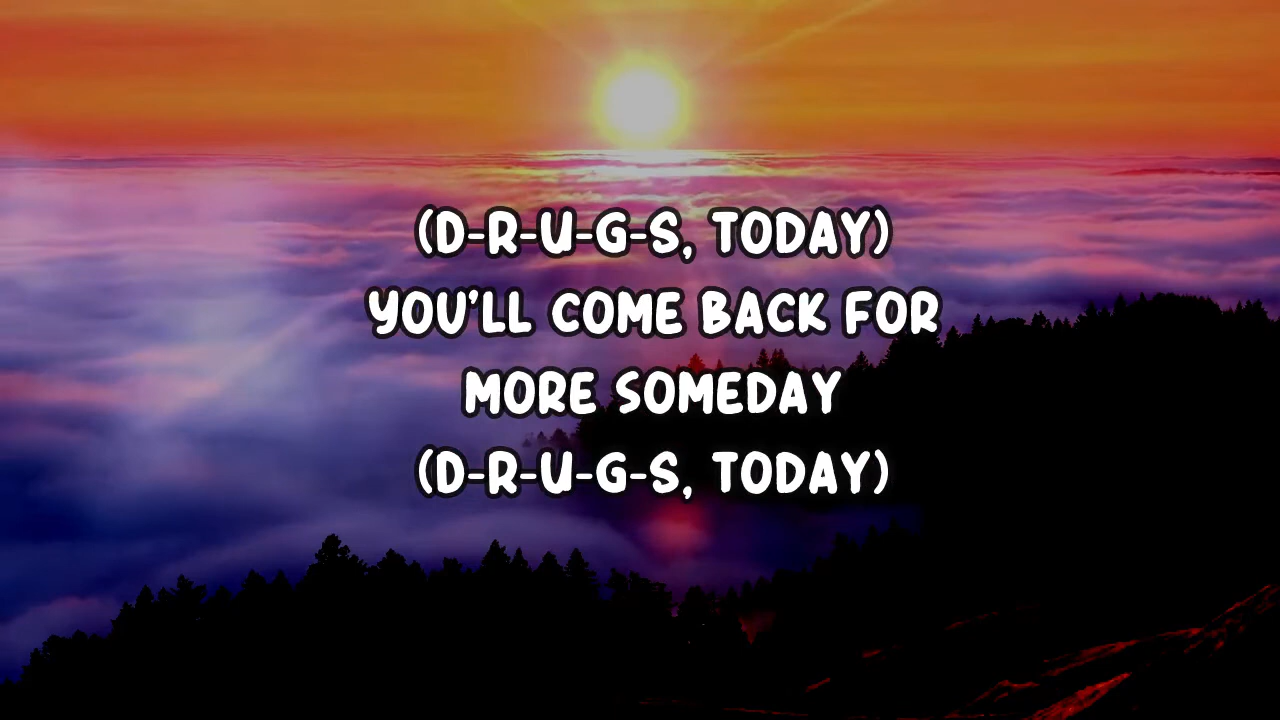 (D-R-U-G-S, TODAY)
YOU'LL COME BACK FOR
MORE SOMEDAY
(D-R-U-G-S, TODAY)